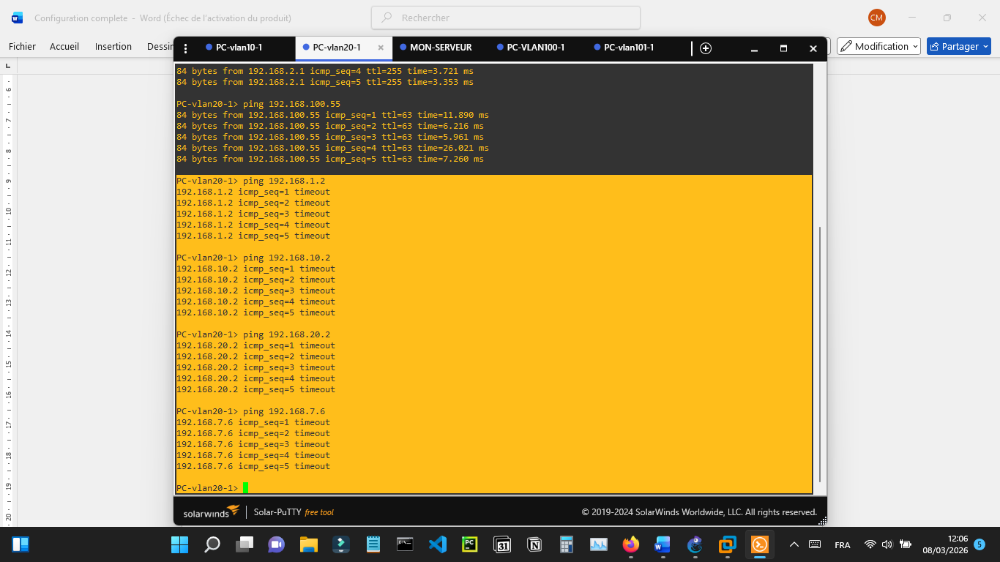 Configuration complete - Word (Échec de l'activation du produit)
Rechercher
CM
Fichier
Accueil
Insertion
Dessin
Modification
Partager
PC-vlan10-1
PC-vlan20-1
MON-SERVEUR
PC-VLAN100-1
PC-vlan101-1
84 bytes from 192.168.2.1 icmp_seq=4 ttl=255 time=3.721 ms
84 bytes from 192.168.2.1 icmp_seq=5 ttl=255 time=3.353 ms
PC-vlan20-1> ping 192.168.100.55
84 bytes from 192.168.100.55 icmp_seq=1 ttl=63 time=11.890 ms
84 bytes from 192.168.100.55 icmp_seq=2 ttl=63 time=6.216 ms
84 bytes from 192.168.100.55 icmp_seq=3 ttl=63 time=5.961 ms
84 bytes from 192.168.100.55 icmp_seq=4 ttl=63 time=26.021 ms
84 bytes from 192.168.100.55 icmp_seq=5 ttl=63 time=7.260 ms
PC-vlan20-1> ping 192.168.1.2
192.168.1.2 icmp_seq=1 timeout
192.168.1.2 icmp_seq=2 timeout
192.168.1.2 icmp_seq=3 timeout
192.168.1.2 icmp_seq=4 timeout
192.168.1.2 icmp_seq=5 timeout
PC-vlan20-1> ping 192.168.10.2
192.168.10.2 icmp_seq=1 timeout
192.168.10.2 icmp_seq=2 timeout
192.168.10.2 icmp_seq=3 timeout
192.168.10.2 icmp_seq=4 timeout
192.168.10.2 icmp_seq=5 timeout
PC-vlan20-1> ping 192.168.20.2
192.168.20.2 icmp_seq=1 timeout
192.168.20.2 icmp_seq=2 timeout
192.168.20.2 icmp_seq=3 timeout
192.168.20.2 icmp_seq=4 timeout
192.168.20.2 icmp_seq=5 timeout
PC-vlan20-1> ping 192.168.7.6
192.168.7.6 icmp_seq=1 timeout
192.168.7.6 icmp_seq=2 timeout
192.168.7.6 icmp_seq=3 timeout
192.168.7.6 icmp_seq=4 timeout
192.168.7.6 icmp_seq=5 timeout
PC-vlan20-1>
solarwinds
Solar-PuTTY free tool
© 2019-2024 SolarWinds Worldwide, LLC. All rights reserved.
6
7
8
9
10
11
12
13
14
15
16
17
18
19
20
PC
31
FRA
12:06
08/03/2026
5